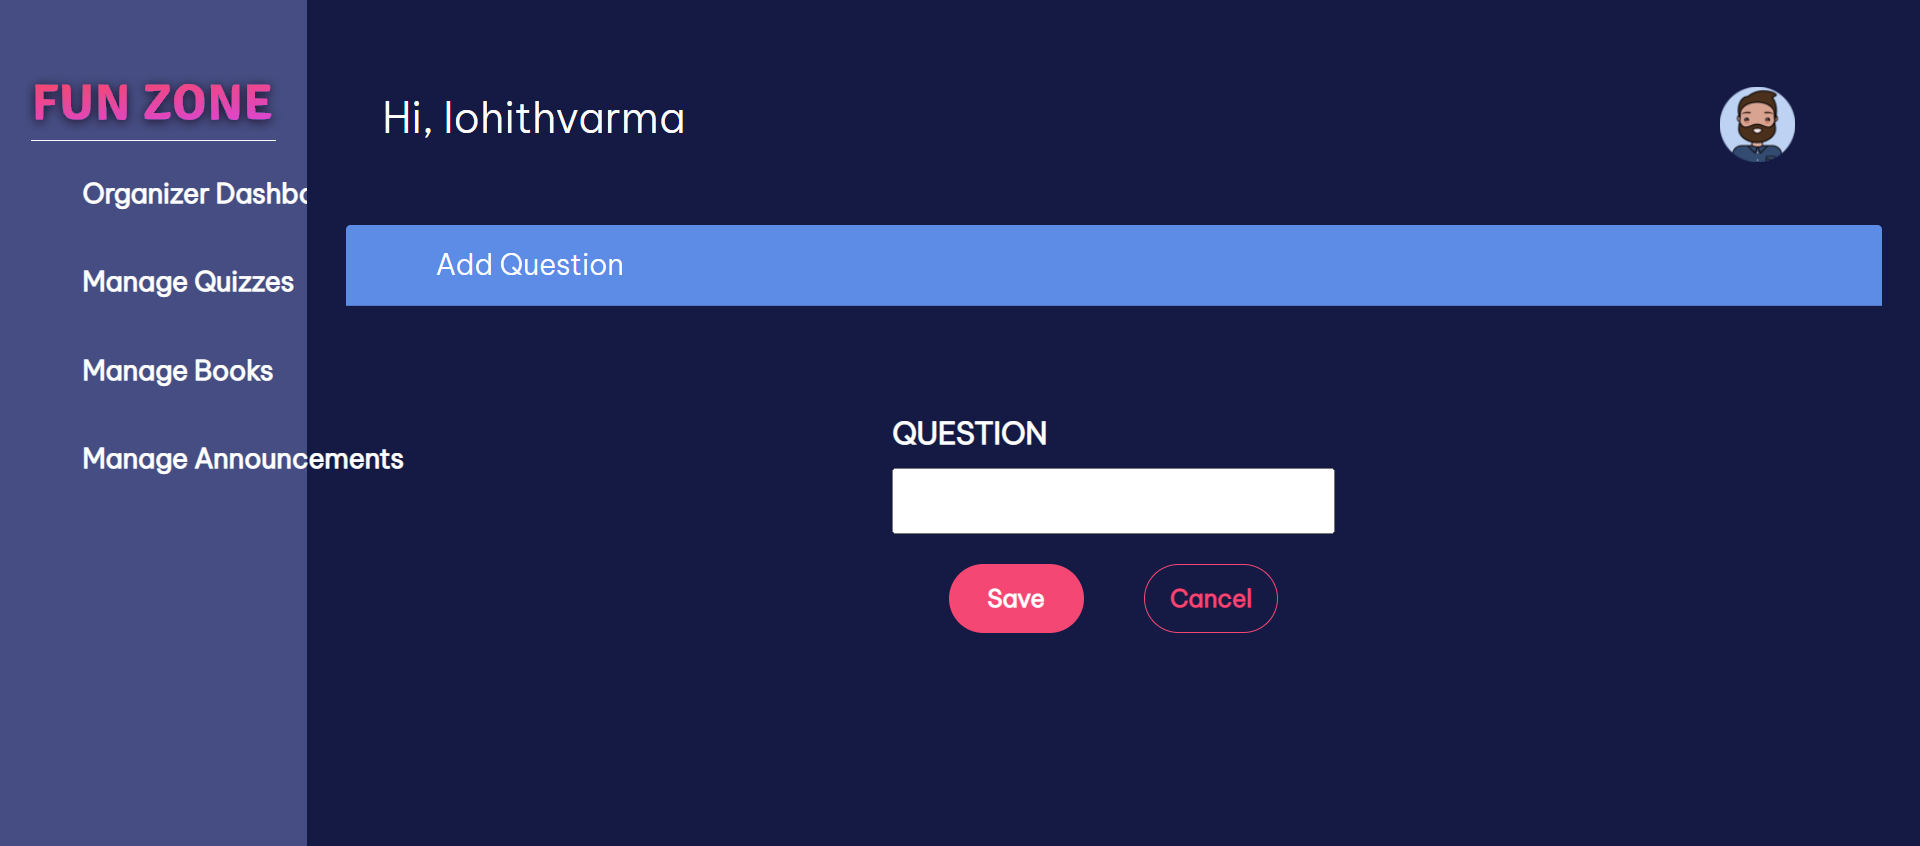 FUN ZONE
Hi, lohithvarma
Organizer Dashbo
Manage Quizzes
Manage Books
Manage Announcements
Add Question
QUESTION
Save
Cancel